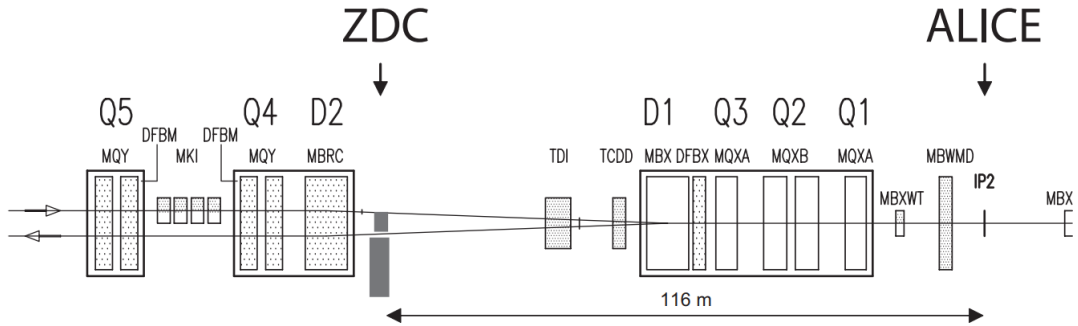 ZDC ALICE
Q5 Q4 D2 D1 Q3 Q2 Q1
DFBM DFBM
MQY MKI MQY MBRC TDI TCDD MBX DFBX MQXA MQXB MQXA MBWMD
IP2
MBXWT MBX
116 m